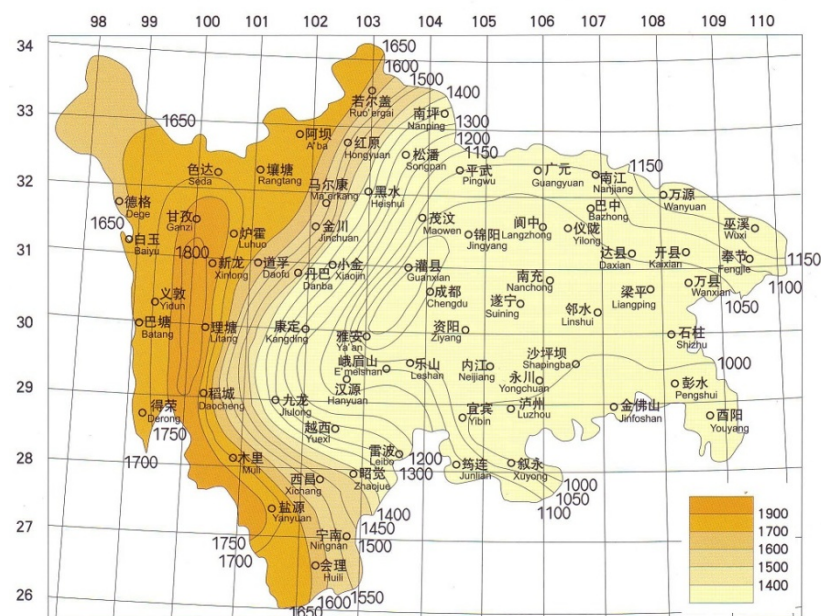 98 99 100 101 102 103 104 105 106 107 108 109 110
34
1650
1600
1500
1400
若尔盖
Ruo'ergai
33
南坪
Nanping
1300
1200
1150
1650
阿坝
A'ba
红原
Hongyuan
松潘
Songpan
色达
Seda
壤塘
Rangtang
平武
Pingwu
广元
Guangyuan
南江
Nanjiang
1150
32
马尔康
Ma'erkang
黑水
Heishui
万源
Wanyuan
德格
Dege
甘孜
Ganzi
巴中
Bazhong
1650
金川
Jinchuan
茂汶
Maowen
阆中
Langzhong
仪陇
Yilong
巫溪
Wuxi
白玉
Baiyu
炉霍
Luhuo
锦阳
Jingyang
31
1800
新龙
Xinlong
道孚
Daofu
丹巴
Danba
小金
Xiaojin
灌县
Guanxian
达县
Daxian
开县
Kaixian
奉节
Fengjie
1150
1100
义敦
Yidun
成都
Chengdu
南充
Nanchong
遂宁
Suining
梁平
Liangping
万县
Wanxian
1050
30
巴塘
Batang
理塘
Litang
康定
Kangding
雅安
Ya'an
资阳
Ziyang
邻水
Linshui
石柱
Shizhu
峨眉山
E'meishan
乐山
Leshan
内江
Neijiang
沙坪坝
Shapingba
1000
29
稻城
Daocheng
汉源
Hanyuan
永川
Yongchuan
彭水
Pengshui
得荣
Derong
九龙
Jiulong
宜宾
Yibin
泸州
Luzhou
金佛山
Jinfoshan
酉阳
Youyang
1750
越西
Yuexi
28
1700
木里
Muli
雷波
Leibo
1200
1300
筠连
Junlian
叙永
Xuyong
西昌
Xichang
昭觉
Zhaojue
1000
1050
1100
盐源
Yanyuan
1400
27
1450
1500
1750
1700
宁南
Ningnan
会理
Huili
26
1650
1600
1550
1900
1700
1600
1500
1400